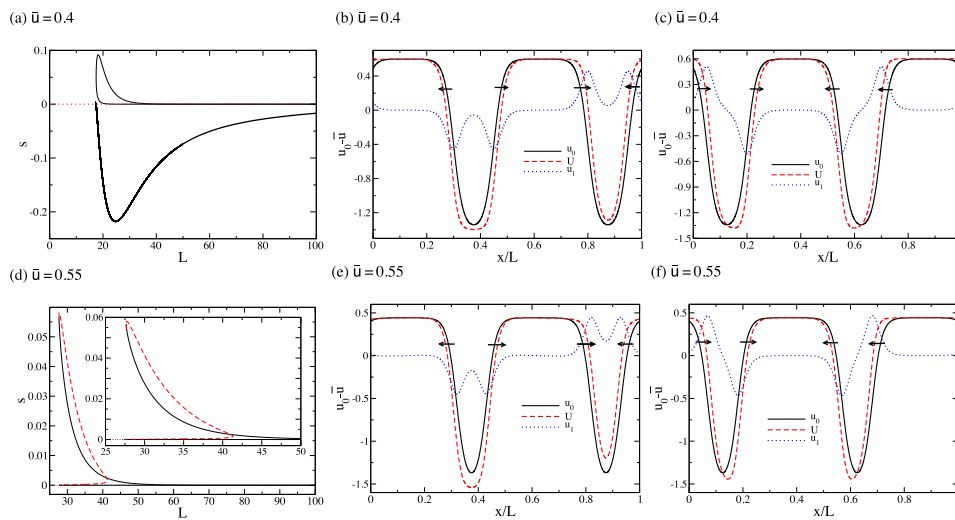 (a) ū=0.4
(b) ū=0.4
(c) ū=0.4
0.1
0
-0.1
-0.2
s
0 20 40 60 80 100
L
0.4
0
-0.4
-0.8
-1.2
u0-ū
u0
U
u1
0 0.2 0.4 0.6 0.8 1
x/L
0.6
0.3
0
-0.3
-0.6
-0.9
-1.2
-1.5
u0-ū
u0
U
u1
0 0.2 0.4 0.6 0.8
x/L
(d) ū=0.55
(e) ū=0.55
(f) ū=0.55
0.05
0.04
0.03
0.02
0.01
0
s
30 40 50 60 70 80 90 100
L
0.06
0.04
0.02
0
25 30 35 40 45 50
0.5
0
-0.5
-1
-1.5
u0-ū
u0
U
u1
0 0.2 0.4 0.6 0.8 1
x/L
0.5
0
-0.5
-1
-1.5
u0-ū
u0
U
u1
0 0.2 0.4 0.6 0.8
x/L